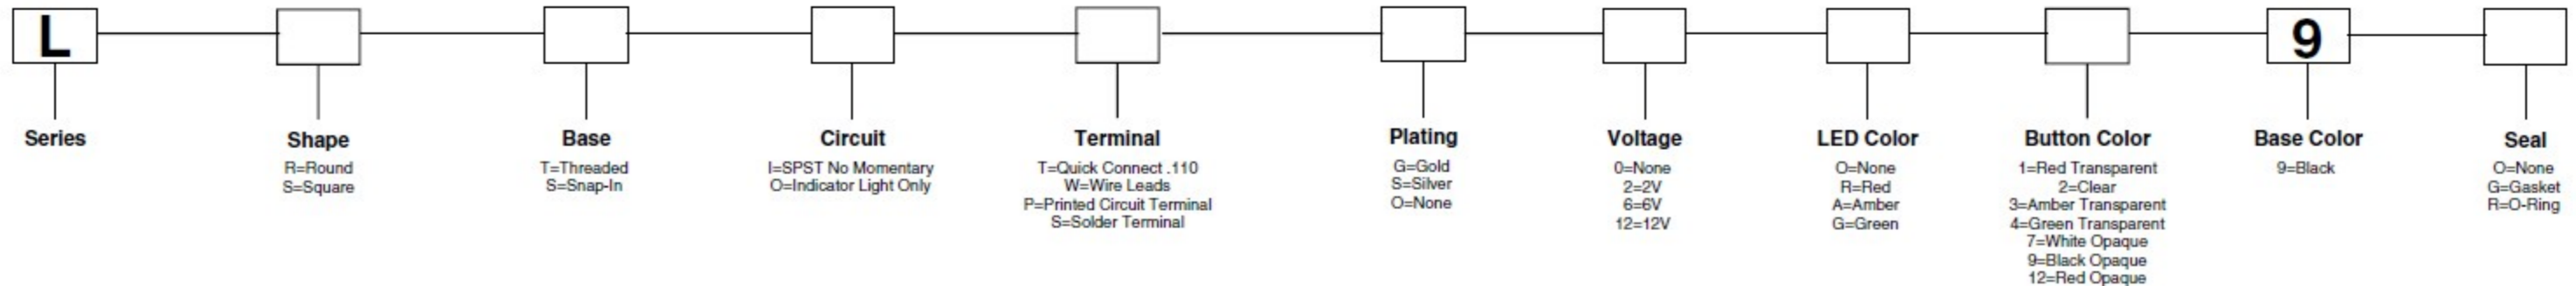 L
9
Series
Shape
R=Round
S=Square
Base
T=Threaded
S=Snap-In
Circuit
I=SPST No Momentary
O=Indicator Light Only
Terminal
T=Quick Connect .110
W=Wire Leads
P=Printed Circuit Terminal
S=Solder Terminal
Plating
G=Gold
S=Silver
O=None
Voltage
0=None
2=2V
6=6V
12=12V
LED Color
O=None
R=Red
A=Amber
G=Green
Button Color
1=Red Transparent
2=Clear
3=Amber Transparent
4=Green Transparent
7=White Opaque
9=Black Opaque
12=Red Opaque
Base Color
9=Black
Seal
O=None
G=Gasket
R=O-Ring